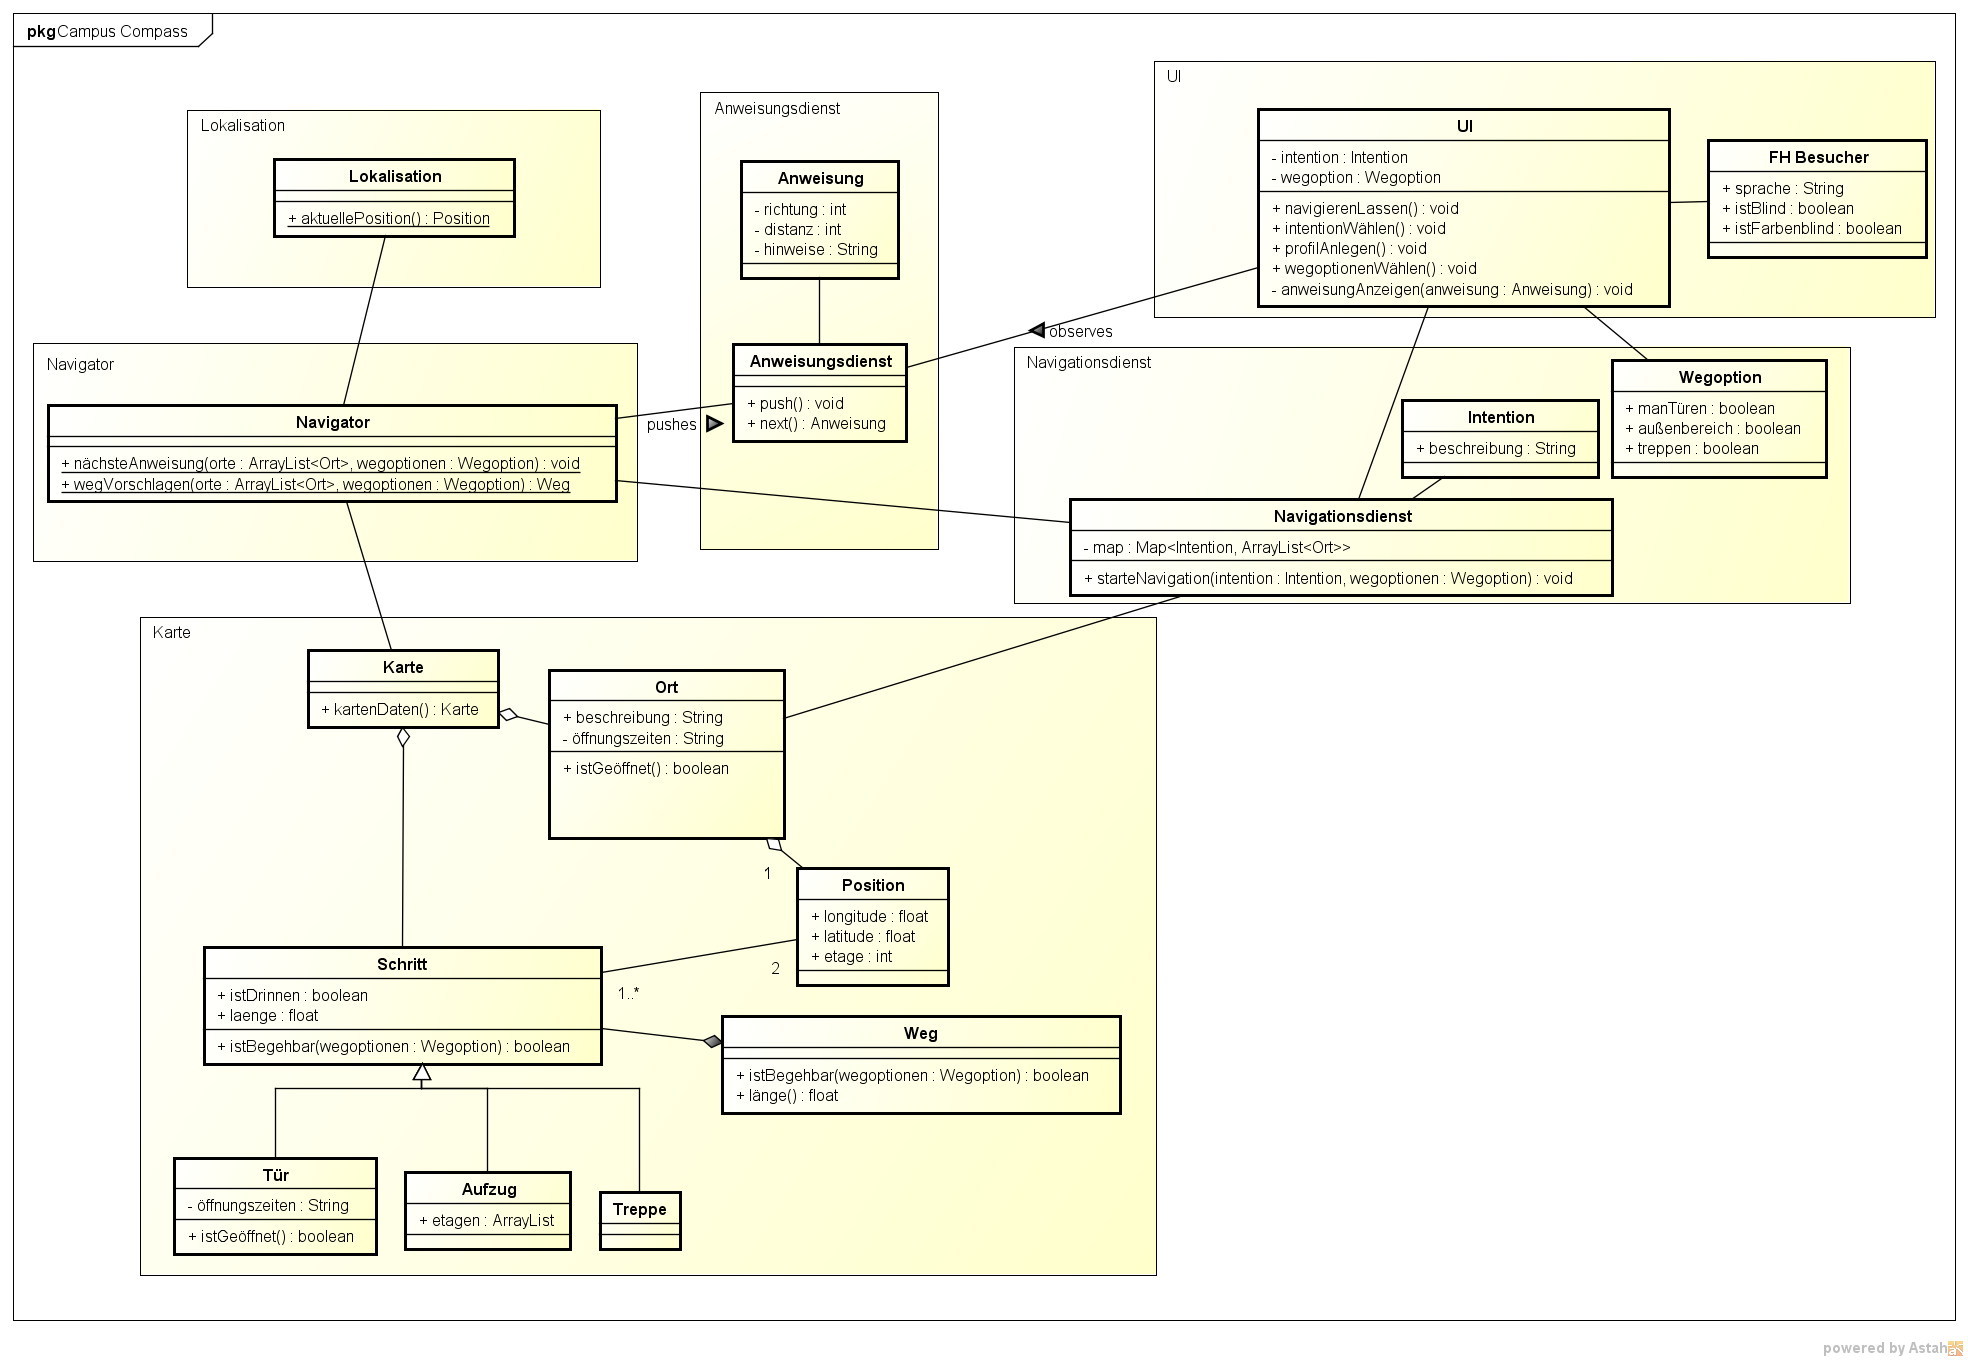 pkg Campus Compass
Lokalisation
Lokalisation
+ aktuellePosition() : Position
Anweisungsdienst
Anweisung
- richtung : int
- distanz : int
- hinweise : String
Anweisungsdienst
+ push() : void
+ next() : Anweisung
UI
UI
- intention : Intention
- wegoption : Wegoption
+ navigierenLassen() : void
+ intentionWählen() : void
+ profilAnlegen() : void
+ wegoptionenWählen() : void
- anweisungAnzeigen(anweisung : Anweisung) : void
FH Besucher
+ sprache : String
+ istBlind : boolean
+ istFarbenblind : boolean
observes
Navigator
Navigator
+ nächsteAnweisung(orte : ArrayList<Ort>, wegoptionen : Wegoption) : void
+ wegVorschlagen(orte : ArrayList<Ort>, wegoptionen : Wegoption) : Weg
pushes
Navigationsdienst
Wegoption
+ manTüren : boolean
+ außenbereich : boolean
+ treppen : boolean
Intention
+ beschreibung : String
Navigationsdienst
- map : Map<Intention, ArrayList<Ort>>
+ starteNavigation(intention : Intention, wegoptionen : Wegoption) : void
Karte
Karte
+ kartenDaten() : Karte
Ort
+ beschreibung : String
- öffnungszeiten : String
+ istGeöffnet() : boolean
1
Position
+ longitude : float
+ latitude : float
+ etage : int
2
1..*
Schritt
+ istDrinnen : boolean
+ laenge : float
+ istBegehbar(wegoptionen : Wegoption) : boolean
Weg
+ istBegehbar(wegoptionen : Wegoption) : boolean
+ länge() : float
Tür
- öffnungszeiten : String
+ istGeöffnet() : boolean
Aufzug
+ etagen : ArrayList
Treppe
powered by Astah